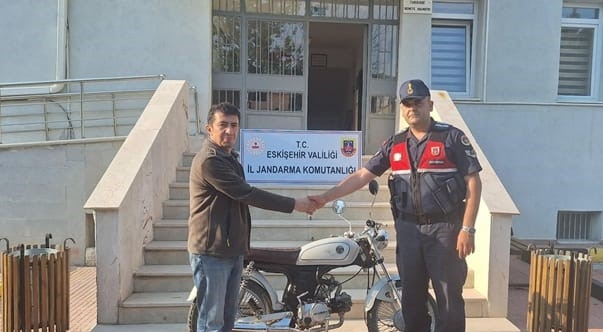 T.C.
ESKİŞEHİR VALİLİĞİ
İL JANDARMA KOMUTANLIĞI